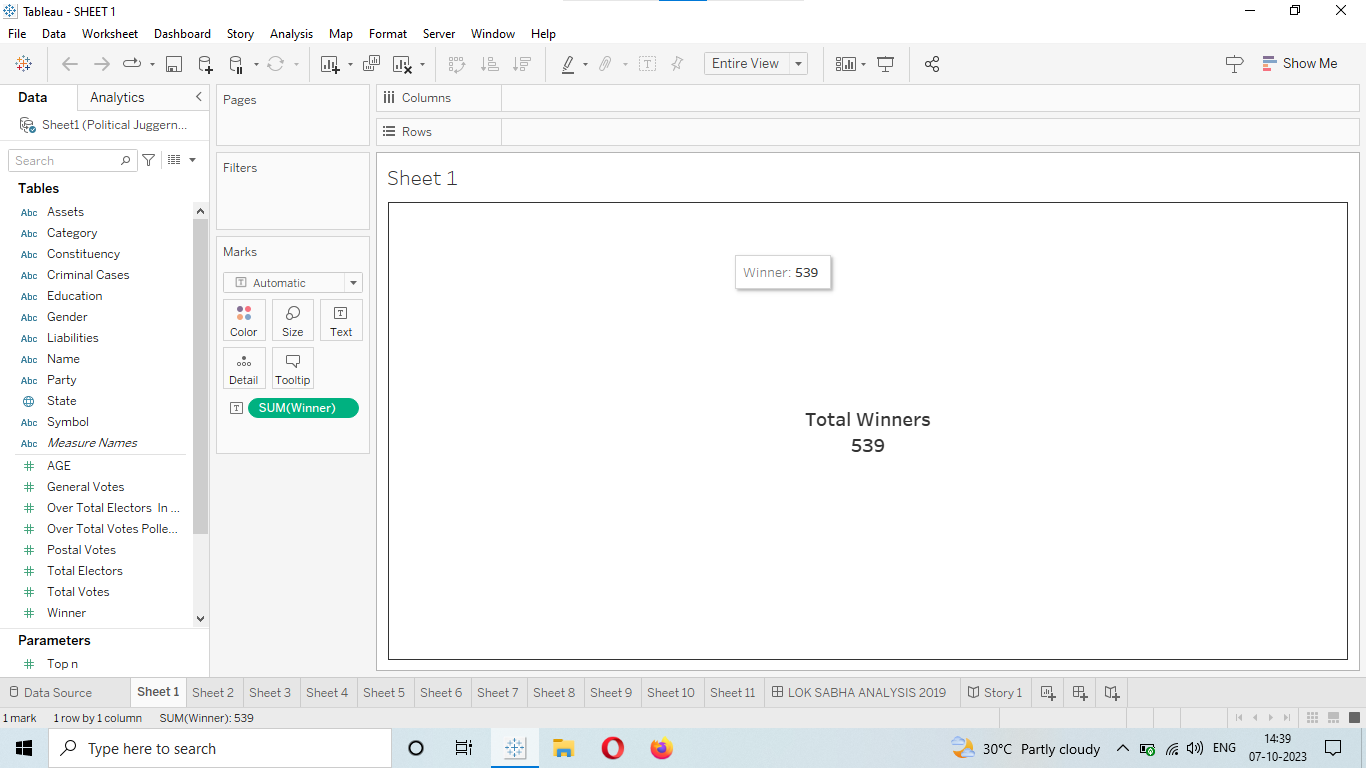 Tableau - SHEET 1
File Data Worksheet Dashboard Story Analysis Map Format Server Window Help
Entire View
Show Me
Data Analytics
Sheet1 (Political Juggern...
Search
Tables
Abc Assets
Abc Category
Abc Constituency
Abc Criminal Cases
Abc Education
Abc Gender
Abc Liabilities
Abc Name
Abc Party
State
Abc Symbol
Abc Measure Names
# AGE
# General Votes
# Over Total Electors In ...
# Over Total Votes Polle...
# Postal Votes
# Total Electors
# Total Votes
# Winner
Parameters
# Top n
Pages
Filters
Marks
T Automatic
Color Size T Text
Detail Tooltip
T SUM(Winner)
Columns
Rows
Sheet 1
Winner: 539
Total Winners
539
Data Source Sheet 1 Sheet 2 Sheet 3 Sheet 4 Sheet 5 Sheet 6 Sheet 7 Sheet 8 Sheet 9 Sheet 10 Sheet 11 LOK SABHA ANALYSIS 2019 Story 1
1 mark 1 row by 1 column SUM(Winner): 539
Type here to search
30°C Partly cloudy ENG
14:39
07-10-2023